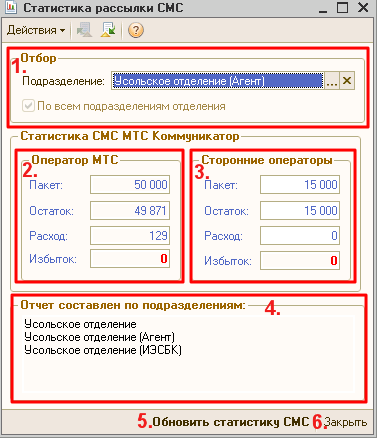 Статистика рассылки СМС
Действия
?
Отбор
1.
Подразделение: Усольское отделение (Агент) ... ×
По всем подразделениям отделения
Статистика СМС МТС Коммуникатор
Оператор МТС
2.
Пакет: 50 000
Остаток: 49 871
Расход: 129
Избыток: 0
Сторонние операторы
3.
Пакет: 15 000
Остаток: 15 000
Расход: 0
Избыток: 0
Отчет составлен по подразделениям: 4.
Усольское отделение
Усольское отделение (Агент)
Усольское отделение (ИЭСБК)
5. Обновить статистику СМС 6. Закрыть